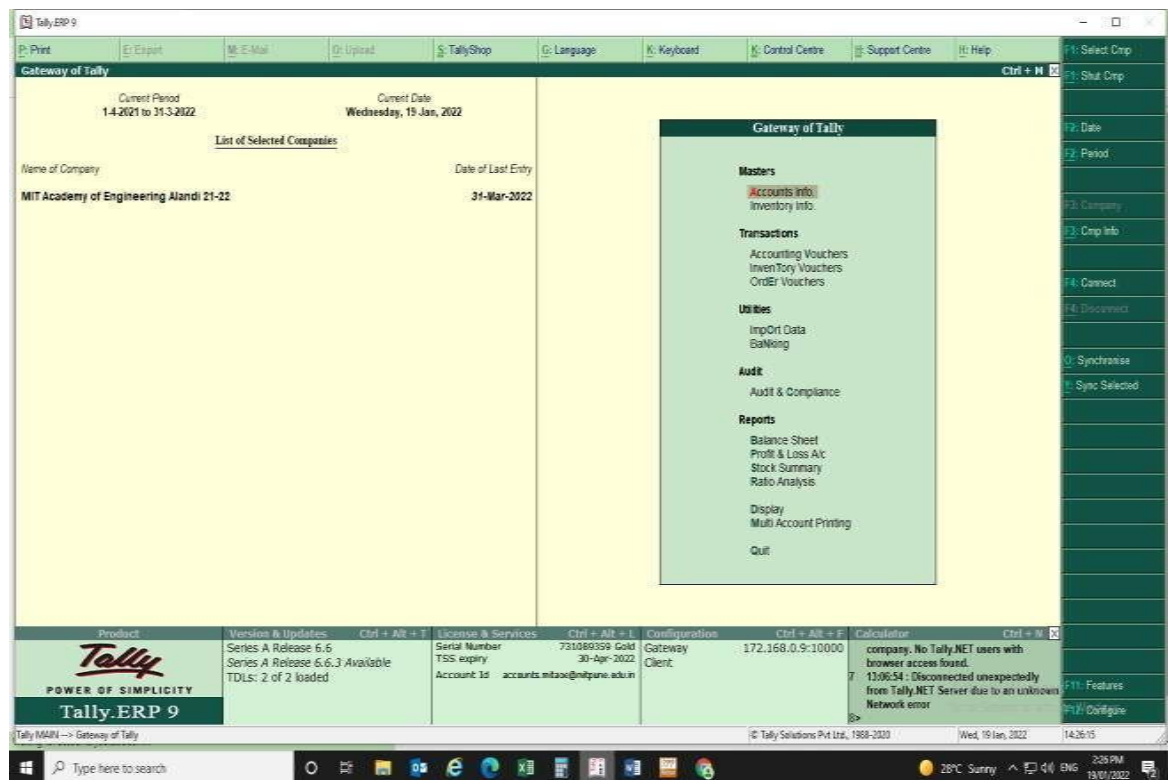 Tally.ERP 9
P: Print
E: Export
M: E-Mail
O: Upload
S: TallyShop
G: Language
K: Keyboard
K: Control Centre
H: Support Centre
H: Help
F1: Select Cmp
Gateway of Tally
Ctrl + M
F1: Shut Cmp
Current Period
1-4-2021 to 31-3-2022
Current Date
Wednesday, 19 Jan, 2022
List of Selected Companies
Name of Company
Date of Last Entry
MIT Academy of Engineering Alandi 21-22
31-Mar-2022
Gateway of Tally
Masters
Accounts Info.
Inventory Info.
Transactions
Accounting Vouchers
InvenTory Vouchers
OrdEr Vouchers
Utilities
ImpOrt Data
BaNking
Audit
Audit & Compliance
Reports
Balance Sheet
Profit & Loss A/c
Stock Summary
Ratio Analysis
Display
Multi Account Printing
Quit
F2: Date
F2: Period
F3: Company
F3: Cmp Info
F4: Connect
F4: Disconnect
O: Synchronise
Y: Sync Selected
F11: Features
F12: Configure
Product
Tally
POWER OF SIMPLICITY
Tally.ERP 9
Version & Updates Ctrl + Alt + T
Series A Release 6.6
Series A Release 6.6.3 Available
TDLs: 2 of 2 loaded
License & Services Ctrl + Alt + L
Serial Number 731089359 Gold
TSS expiry 30-Apr-2022
Account Id accounts.mitaoe@mitpune.edu.in
Configuration Ctrl + Alt + F
Gateway 172.168.0.9:10000
Client
Calculator Ctrl + N
company. No Tally.NET users with
browser access found.
7 13:06:54 : Disconnected unexpectedly
from Tally.NET Server due to an unknown
Network error
8>
Tally MAIN --> Gateway of Tally
© Tally Solutions Pvt Ltd., 1988-2020
Wed, 19 Jan, 2022
14:26:15
Type here to search
28°C Sunny
ENG
2:25 PM
19/01/2022